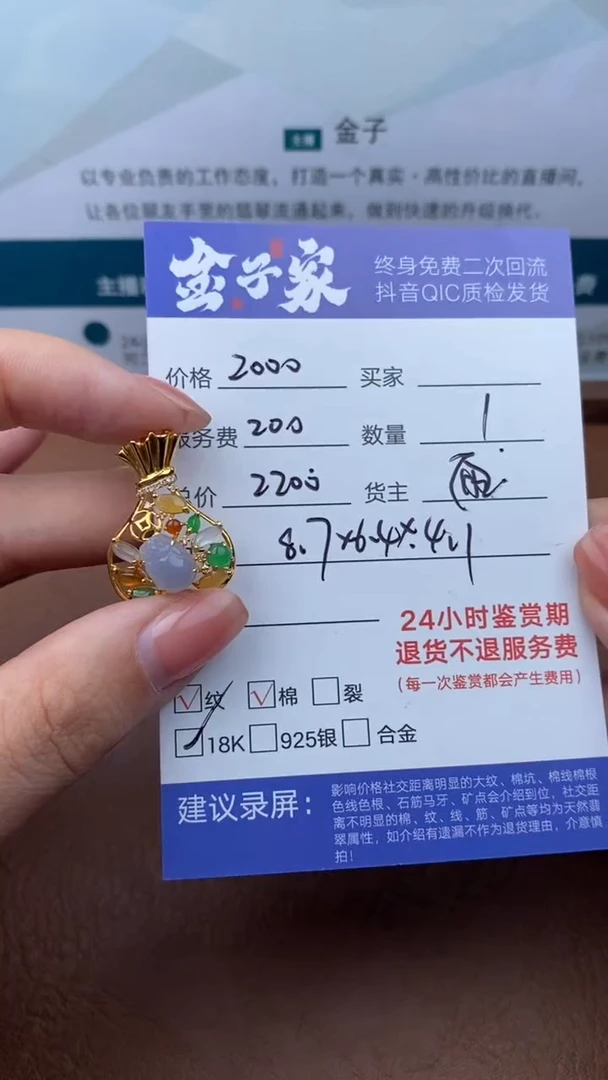 主播 金子
以专业负责的工作态度，打造一个真实·高性价比的直播间，
让各位朋友手里的翡翠流通起来，做到快速的升级换代。
主播
费
金子家
终身免费二次回流
抖音QIC质检发货
价格 2000 买家
服务费 200 数量 1
总价 2200 货主
8.7×6.4×4.1
24小时鉴赏期
退货不退服务费
（每一次鉴赏都会产生费用）
纹 棉 裂
18K 925银 合金
建议录屏：
影响价格社交距离明显的大纹、棉坑、棉线棉根
色线色根、石筋马牙、矿点会介绍到位，社交距
离不明显的棉、纹、线、筋、矿点等均为天然翡
翠属性，如介绍有遗漏不作为退货理由，介意慎
拍！